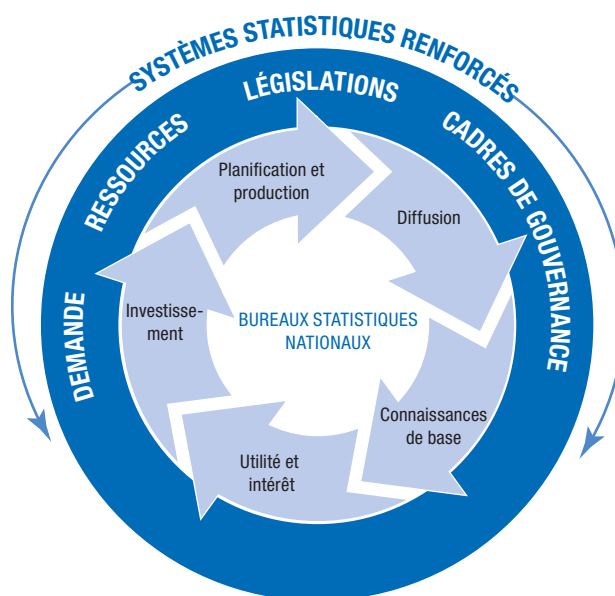 SYSTÈMES STATISTIQUES RENFORCÉS
DEMANDE
RESSOURCES
LÉGISLATIONS
CADRES DE GOUVERNANCE
Planification et
production
Diffusion
Investisse-
ment
BUREAUX STATISTIQUES
NATIONAUX
Connaissances
de base
Utilité et
intérêt